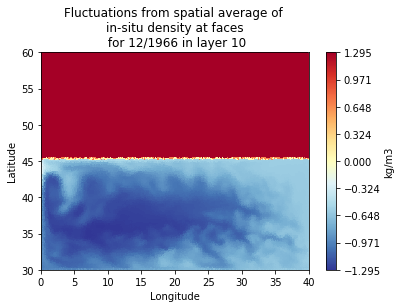 Fluctuations from spatial average of
in-situ density at faces
for 12/1966 in layer 10
60
55
50
45
40
35
30
Latitude
0 5 10 15 20 25 30 35 40
Longitude
1.295
0.971
0.648
0.324
0.000
−0.324
−0.648
−0.971
−1.295
kg/m3